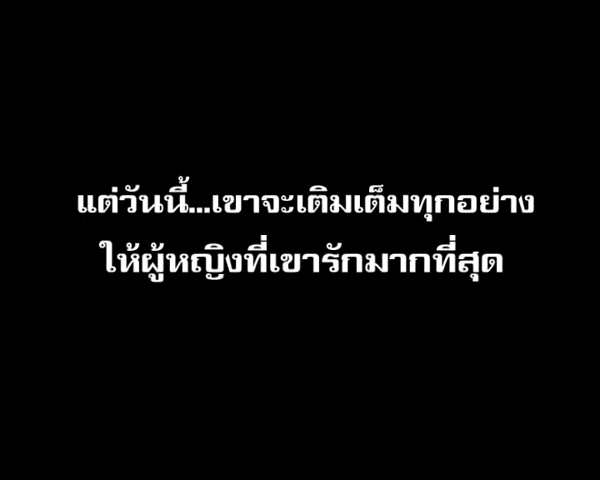 แต่วันนี้...เขาจะเติมเต็มทุกอย่าง
ให้ผู้หญิงที่เขารักมากที่สุด